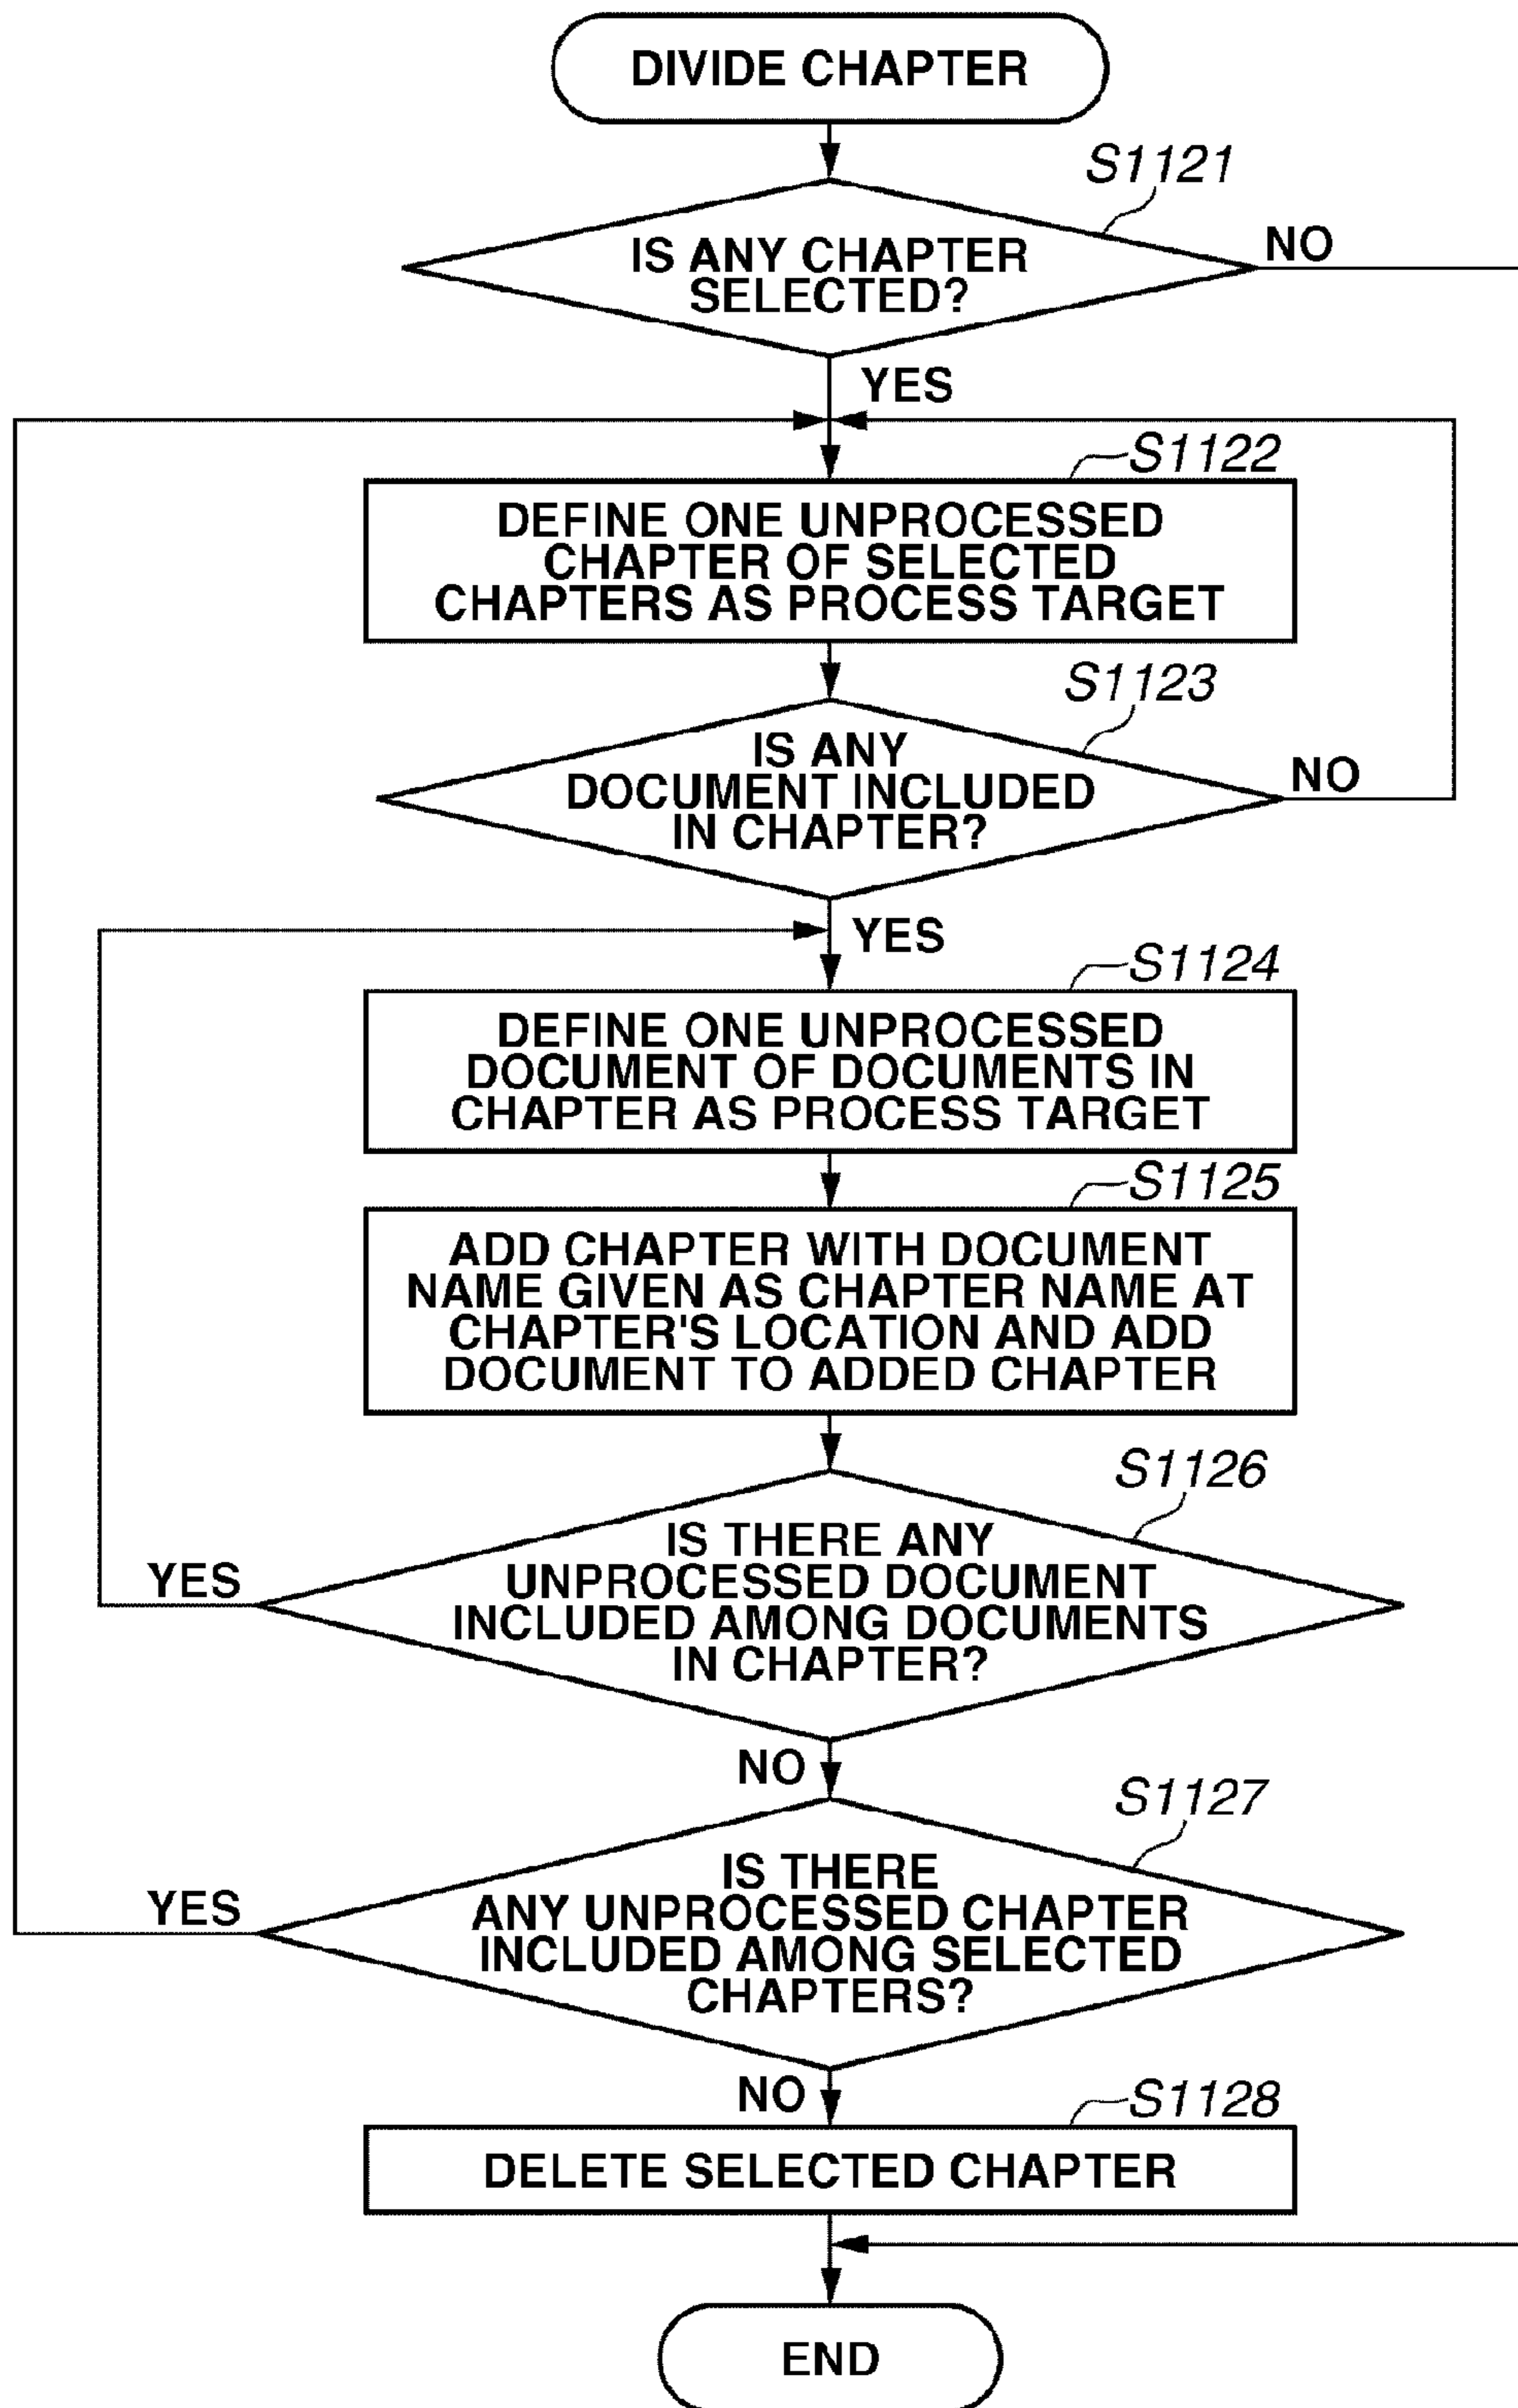 DIVIDE CHAPTER
S1121
IS ANY CHAPTER
SELECTED?
NO
YES
S1122
DEFINE ONE UNPROCESSED
CHAPTER OF SELECTED
CHAPTERS AS PROCESS TARGET
S1123
IS ANY
DOCUMENT INCLUDED
IN CHAPTER?
NO
YES
S1124
DEFINE ONE UNPROCESSED
DOCUMENT OF DOCUMENTS IN
CHAPTER AS PROCESS TARGET
S1125
ADD CHAPTER WITH DOCUMENT
NAME GIVEN AS CHAPTER NAME AT
CHAPTER'S LOCATION AND ADD
DOCUMENT TO ADDED CHAPTER
S1126
IS THERE ANY
UNPROCESSED DOCUMENT
INCLUDED AMONG DOCUMENTS
IN CHAPTER?
YES
NO
S1127
IS THERE
ANY UNPROCESSED CHAPTER
INCLUDED AMONG SELECTED
CHAPTERS?
YES
NO
S1128
DELETE SELECTED CHAPTER
END